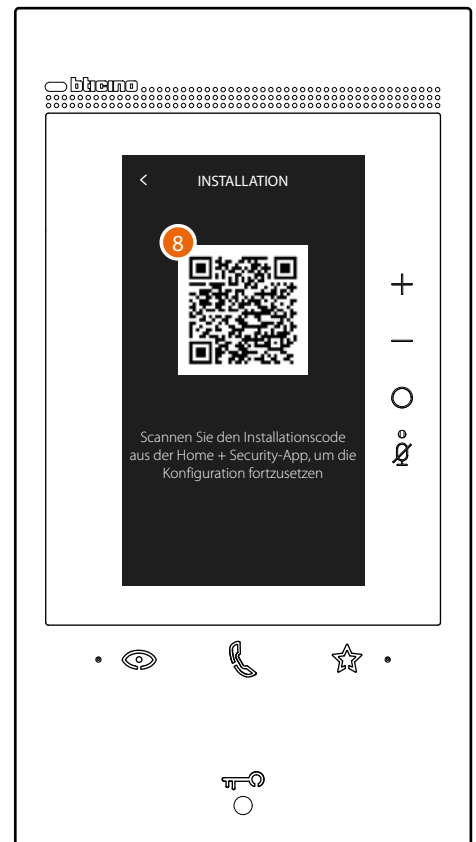 bticino
INSTALLATION
8
Scannen Sie den Installationscode
aus der Home + Security-App, um die
Konfiguration fortzusetzen